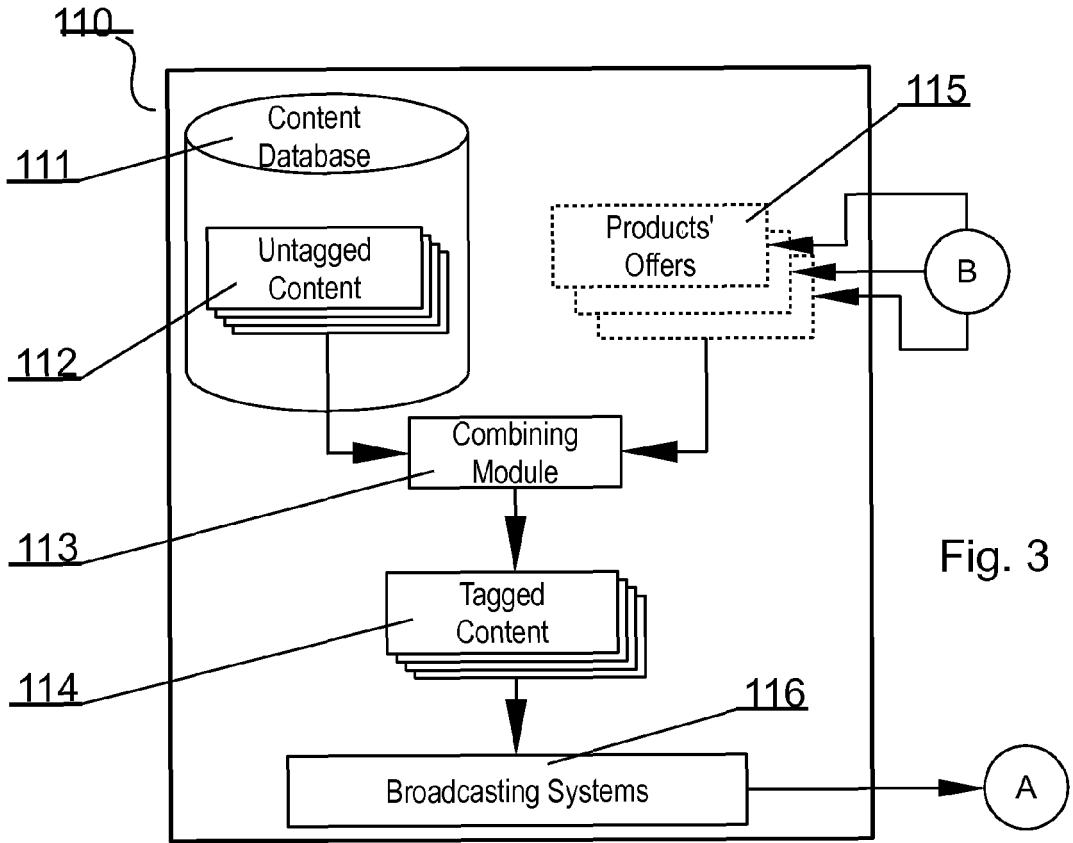 110
Content
Database
115
111
Products'
Offers
Untagged
Content
B
112
Combining
Module
113
Fig. 3
Tagged
Content
114
116
Broadcasting Systems
A